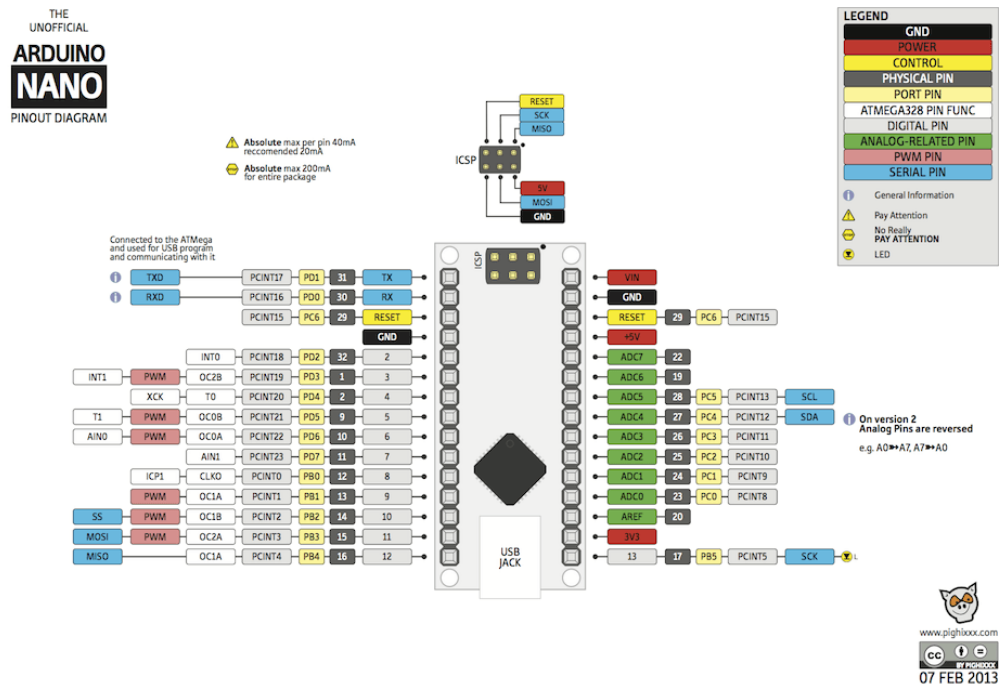 THE
UNOFFICIAL
ARDUINO
NANO
PINOUT DIAGRAM
LEGEND
GND
POWER
CONTROL
PHYSICAL PIN
PORT PIN
ATMEGA328 PIN FUNC
DIGITAL PIN
ANALOG-RELATED PIN
PWM PIN
SERIAL PIN
General Information
Pay Attention
No Really
PAY ATTENTION
LED
Absolute max per pin 40mA
reccomended 20mA
Absolute max 200mA
for entire package
RESET
SCK
MISO
ICSP
5V
MOSI
GND
Connected to the ATMega
and used for USB program
and communicating with it
ICSP
TXD PCINT17 PD1 31 TX
RXD PCINT16 PD0 30 RX
PCINT15 PC6 29 RESET
GND
INT0 PCINT18 PD2 32 2
INT1 PWM OC2B PCINT19 PD3 1 3
XCK T0 PCINT20 PD4 2 4
T1 PWM OC0B PCINT21 PD5 9 5
AIN0 PWM OC0A PCINT22 PD6 10 6
AIN1 PCINT23 PD7 11 7
ICP1 CLKO PCINT0 PB0 12 8
PWM OC1A PCINT1 PB1 13 9
SS PWM OC1B PCINT2 PB2 14 10
MOSI PWM OC2A PCINT3 PB3 15 11
MISO OC1A PCINT4 PB4 16 12
VIN
GND
RESET 29 PC6 PCINT15
+5V
ADC7 22
ADC6 19
ADC5 28 PC5 PCINT13 SCL
ADC4 27 PC4 PCINT12 SDA
ADC3 26 PC3 PCINT11
ADC2 25 PC2 PCINT10
ADC1 24 PC1 PCINT9
ADC0 23 PC0 PCINT8
AREF 20
3V3
13 17 PB5 PCINT5 SCK L
On version 2
Analog Pins are reversed
e.g. A0➽A7, A7➽A0
USB
JACK
www.pighixxx.com
cc
BY PIGHIXXX
07 FEB 2013